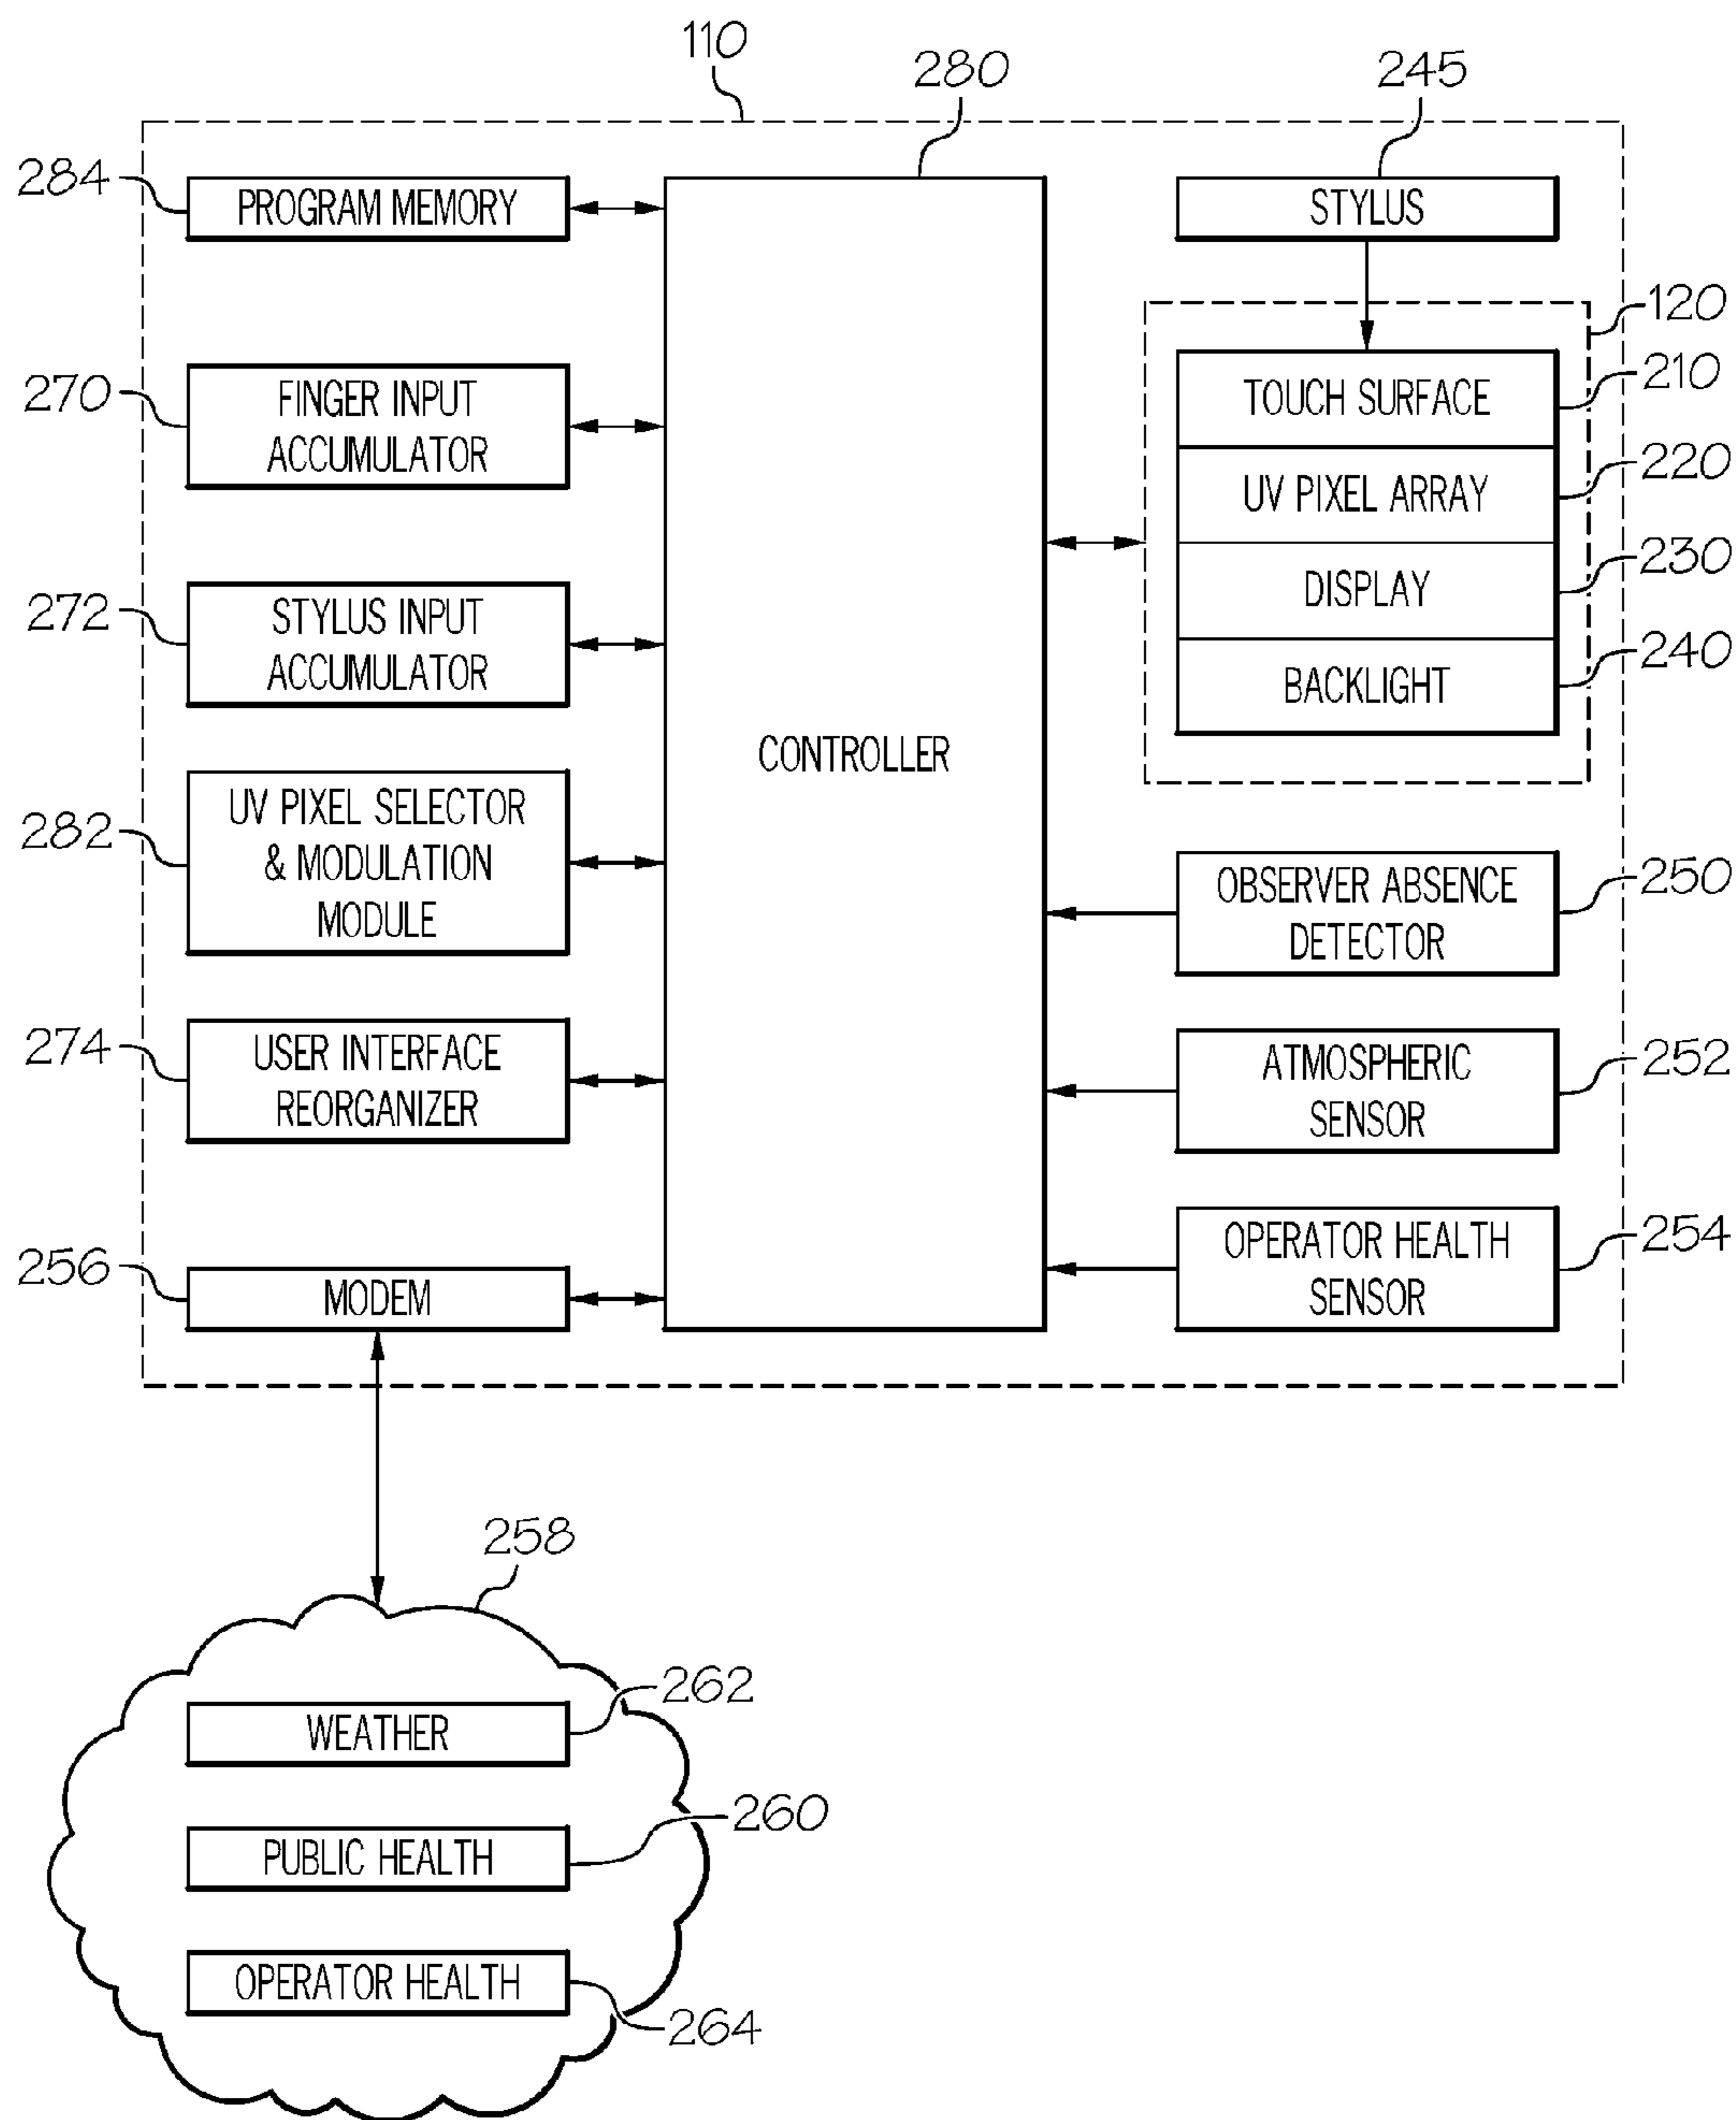 110
280
245
284
PROGRAM MEMORY
STYLUS
120
270
FINGER INPUT
ACCUMULATOR
TOUCH SURFACE
210
UV PIXEL ARRAY
220
DISPLAY
230
BACKLIGHT
240
272
STYLUS INPUT
ACCUMULATOR
CONTROLLER
282
UV PIXEL SELECTOR
& MODULATION
MODULE
OBSERVER ABSENCE
DETECTOR
250
274
USER INTERFACE
REORGANIZER
ATMOSPHERIC
SENSOR
252
256
MODEM
OPERATOR HEALTH
SENSOR
254
258
WEATHER
262
PUBLIC HEALTH
260
OPERATOR HEALTH
264